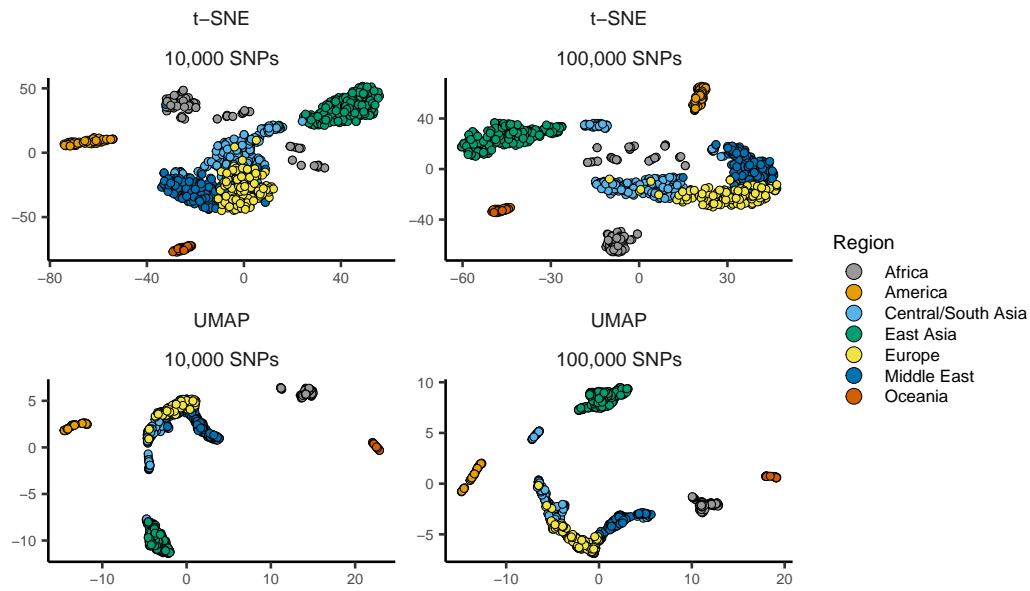 t−SNE
10,000 SNPs
50
0
−50
−80
−40
0
40
t−SNE
100,000 SNPs
40
0
−40
−60
−30
0
30
UMAP
10,000 SNPs
5
0
−5
−10
−10
0
10
20
UMAP
100,000 SNPs
10
5
0
−5
−10
0
10
20
Region
Africa
America
Central/South Asia
East Asia
Europe
Middle East
Oceania